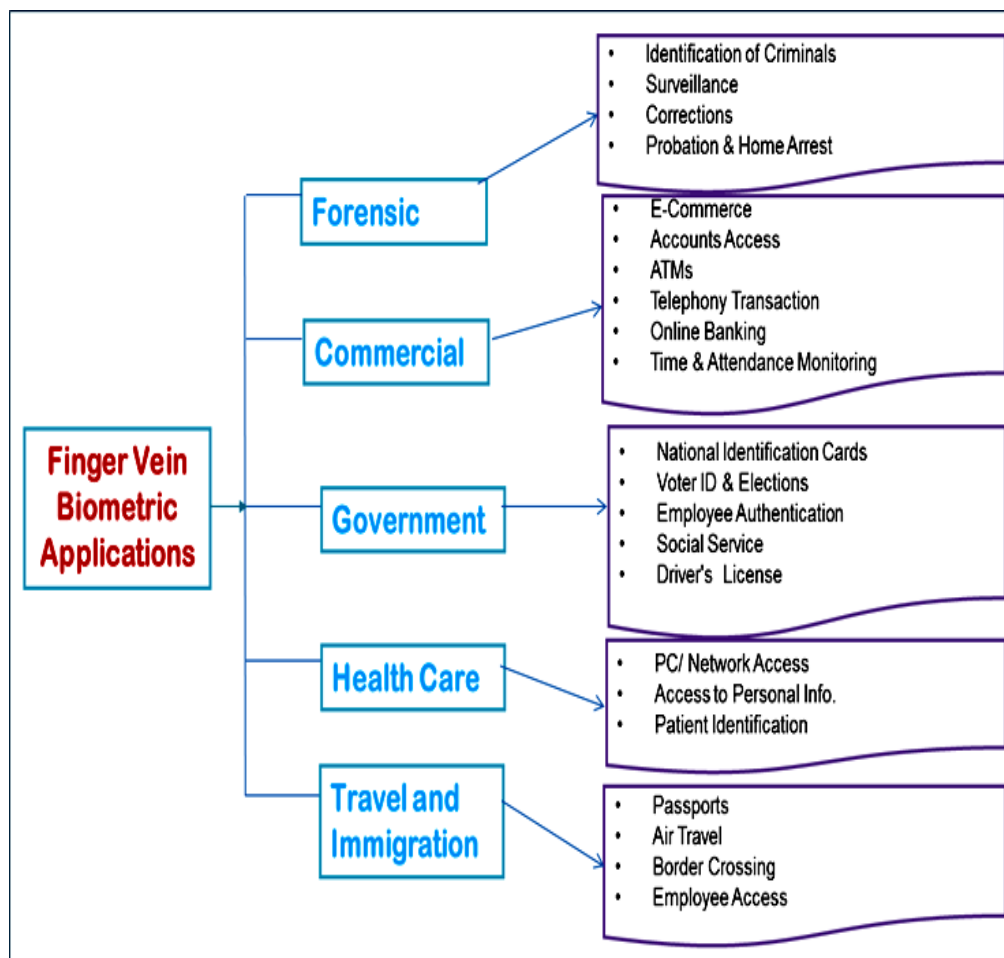 Finger Vein
Biometric
Applications
Forensic
• Identification of Criminals
• Surveillance
• Corrections
• Probation & Home Arrest
Commercial
• E-Commerce
• Accounts Access
• ATMs
• Telephony Transaction
• Online Banking
• Time & Attendance Monitoring
Government
• National Identification Cards
• Voter ID & Elections
• Employee Authentication
• Social Service
• Driver's License
Health Care
• PC/ Network Access
• Access to Personal Info.
• Patient Identification
Travel and
Immigration
• Passports
• Air Travel
• Border Crossing
• Employee Access